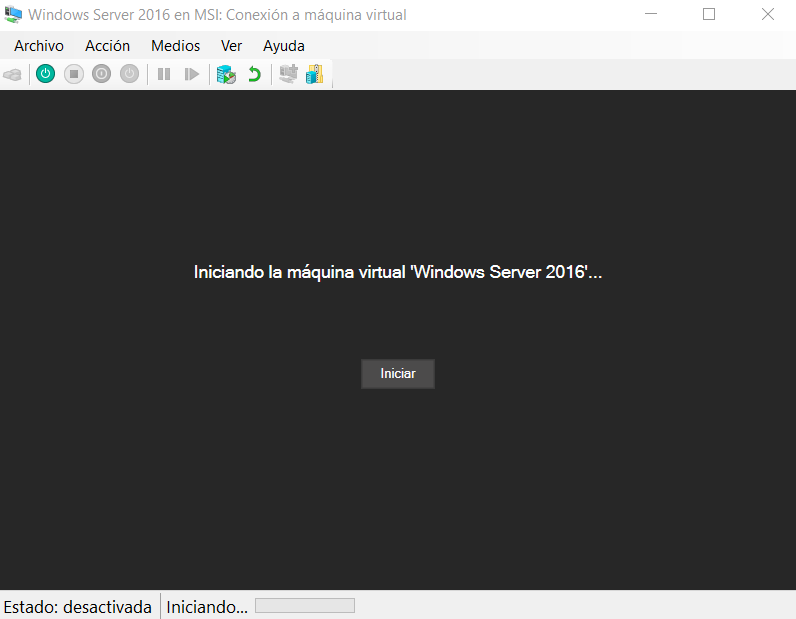 Windows Server 2016 en MSI: Conexión a máquina virtual
Archivo Acción Medios Ver Ayuda
Iniciando la máquina virtual 'Windows Server 2016'...
Iniciar
Estado: desactivada Iniciando...